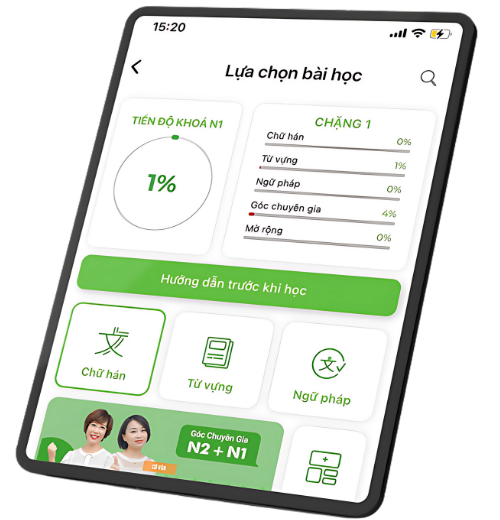 15:20
Lựa chọn bài học
TIẾN ĐỘ KHOÁ N1
1%
CHẶNG 1
Chữ hán 0%
Từ vựng 1%
Ngữ pháp 0%
Góc chuyên gia 4%
Mở rộng 0%
Hướng dẫn trước khi học
Chữ hán
Từ vựng
文
Ngữ pháp
Góc Chuyên Gia
N2 + N1